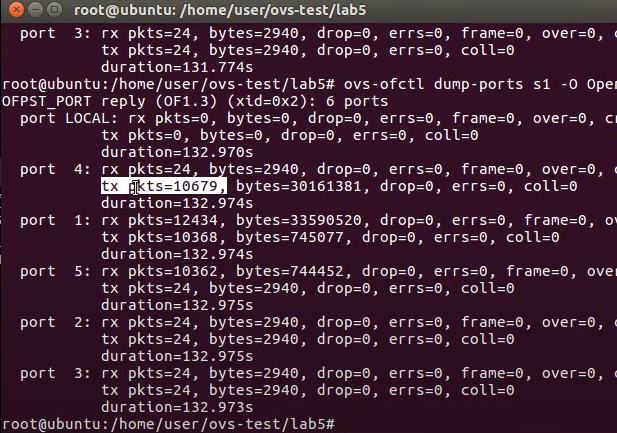 root@ubuntu: /home/user/ovs-test/lab5
port 3: rx pkts=24, bytes=2940, drop=0, errs=0, frame=0, over=0,
tx pkts=24, bytes=2940, drop=0, errs=0, coll=0
duration=131.774s
root@ubuntu:/home/user/ovs-test/lab5# ovs-ofctl dump-ports s1 -O Open
OFPST_PORT reply (OF1.3) (xid=0x2): 6 ports
port LOCAL: rx pkts=0, bytes=0, drop=0, errs=0, frame=0, over=0, cr
tx pkts=0, bytes=0, drop=0, errs=0, coll=0
duration=132.970s
port 4: rx pkts=24, bytes=2940, drop=0, errs=0, frame=0, over=0, c
tx pkts=10679, bytes=30161381, drop=0, errs=0, coll=0
duration=132.974s
port 1: rx pkts=12434, bytes=33590520, drop=0, errs=0, frame=0, ov
tx pkts=10368, bytes=745077, drop=0, errs=0, coll=0
duration=132.974s
port 5: rx pkts=10362, bytes=744452, drop=0, errs=0, frame=0, over
tx pkts=24, bytes=2940, drop=0, errs=0, coll=0
duration=132.975s
port 2: rx pkts=24, bytes=2940, drop=0, errs=0, frame=0, over=0, c
tx pkts=24, bytes=2940, drop=0, errs=0, coll=0
duration=132.975s
port 3: rx pkts=24, bytes=2940, drop=0, errs=0, frame=0, over=0, c
tx pkts=24, bytes=2940, drop=0, errs=0, coll=0
duration=132.973s
root@ubuntu:/home/user/ovs-test/lab5#